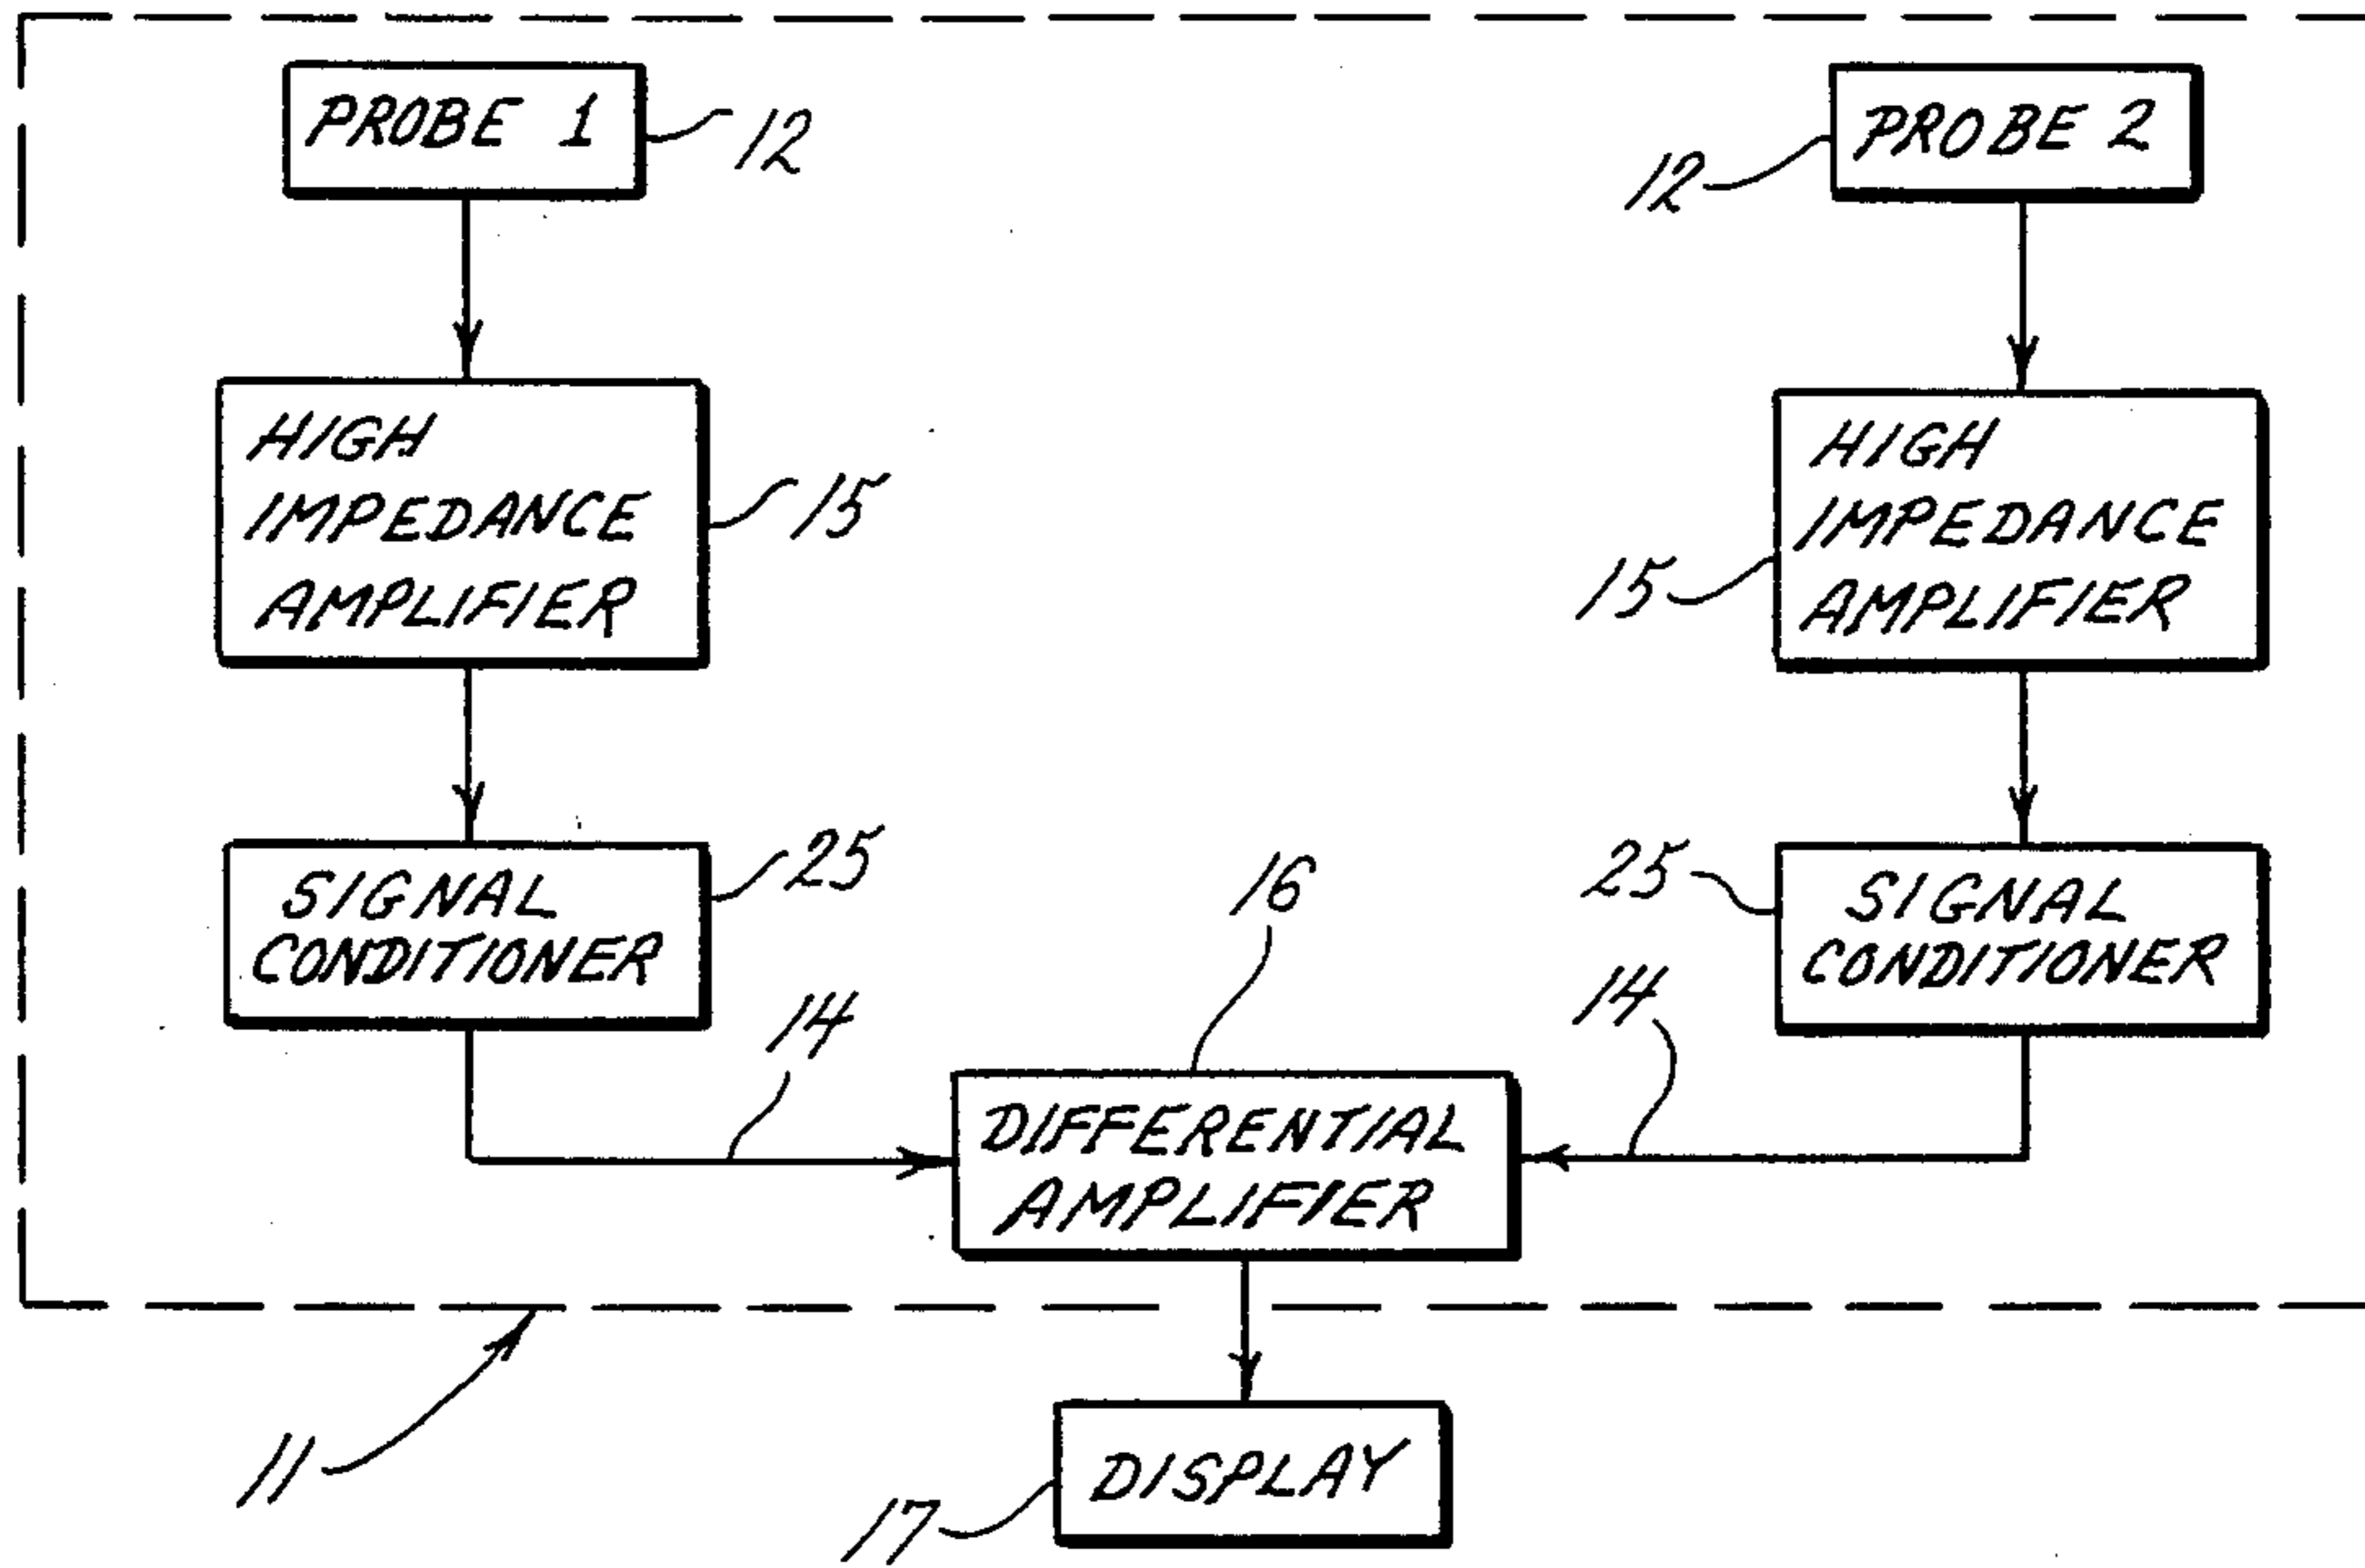 PROBE 1
12
PROBE 2
12
HIGH
IMPEDANCE
AMPLIFIER
15
HIGH
IMPEDANCE
AMPLIFIER
15
SIGNAL
CONDITIONER
25
16
25
SIGNAL
CONDITIONER
14
14
DIFFERENTIAL
AMPLIFIER
11
DISPLAY
17